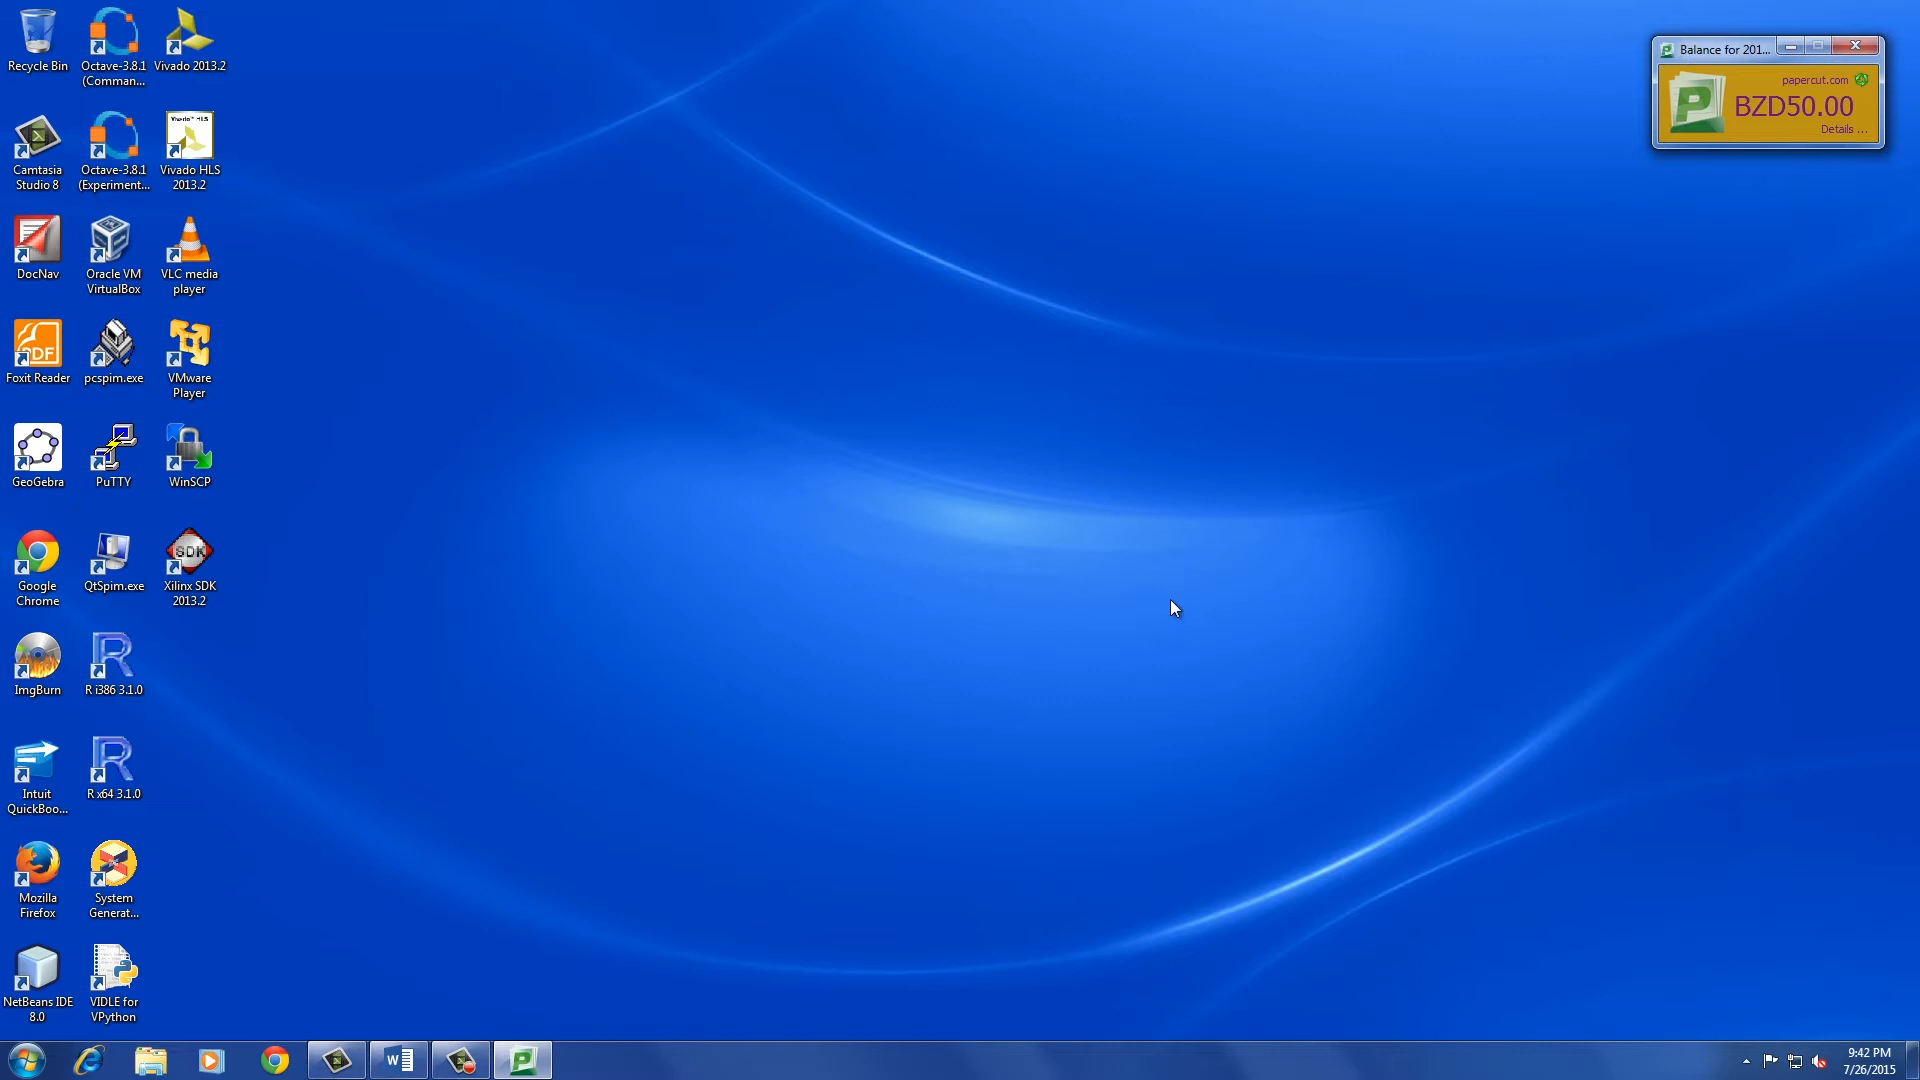 Recycle Bin
Octave-3.8.1
(Comman...
Vivado 2013.2
Camtasia
Studio 8
Octave-3.8.1
(Experiment...
Vivado HLS
Vivado HLS
2013.2
DocNav
Oracle VM
VirtualBox
VLC media
player
PDF
Foxit Reader
pcspim.exe
VMware
Player
GeoGebra
PuTTY
WinSCP
SDK
Google
Chrome
QtSpim.exe
Xilinx SDK
2013.2
ImgBurn
R i386 3.1.0
Intuit
QuickBoo...
R x64 3.1.0
Mozilla
Firefox
System
Generat...
NetBeans IDE
8.0
VIDLE for
VPython
Balance for 201...
papercut.com
BZD50.00
Details ...
9:42 PM
7/26/2015